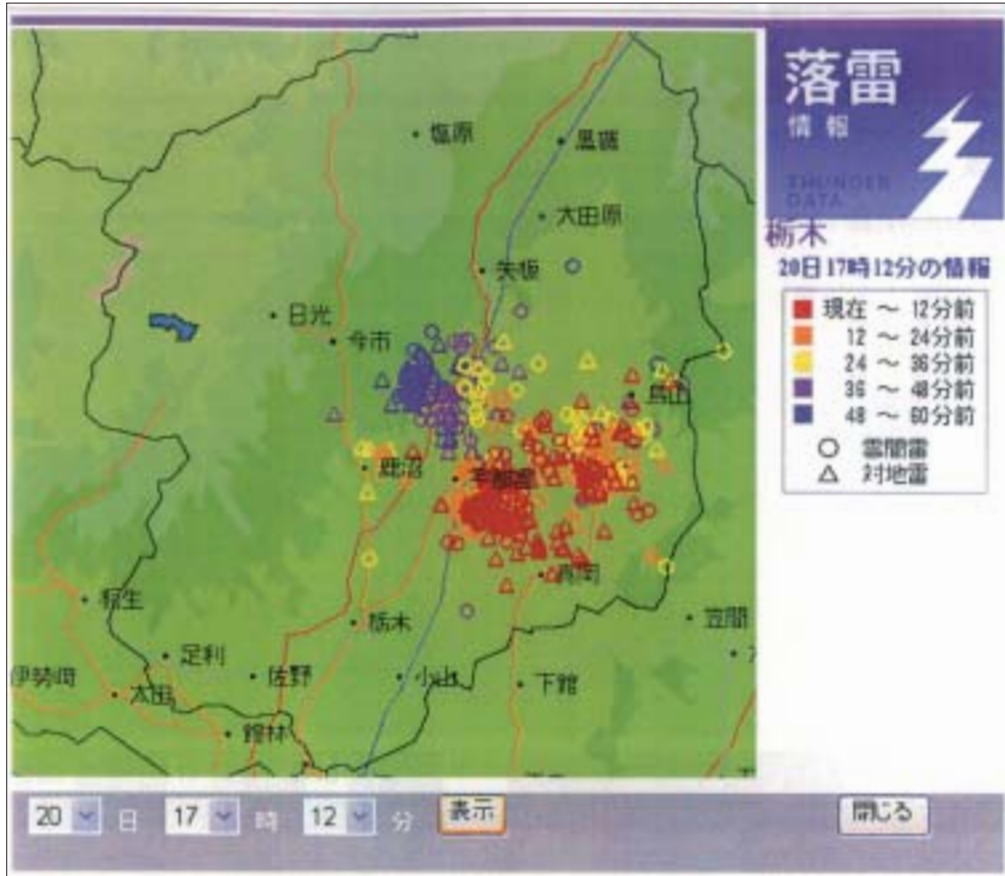 落雷
情報
THUNDER
DATA
栃木
20日17時12分の情報
現在 ～ 12分前
12 ～ 24分前
24 ～ 36分前
36 ～ 48分前
48 ～ 60分前
雲間雷
対地雷
塩原
黒磯
大田原
矢板
日光
今市
烏山
鹿沼
宇都宮
真岡
桐生
栃木
笠間
足利
伊勢崎
佐野
小山
下館
太田
館林
20 日 17 時 12 分 表示 閉じる